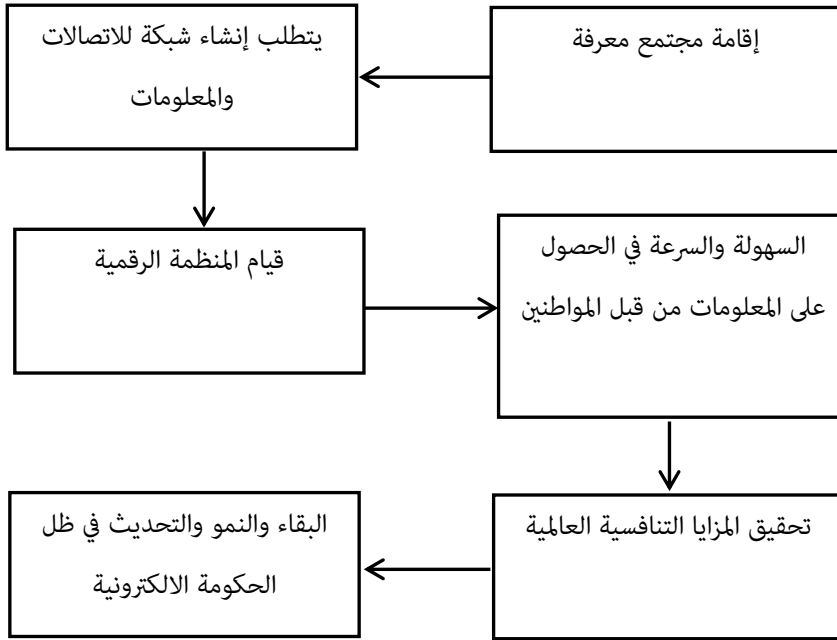 إقامة مجتمع معرفة
يتطلب إنشاء شبكة للاتصالات
والمعلومات
قيام المنظمة الرقمية
السهولة والسرعة في الحصول
على المعلومات من قبل المواطنين
تحقيق المزايا التنافسية العالمية
البقاء والنمو والتحديث في ظل
الحكومة الالكترونية